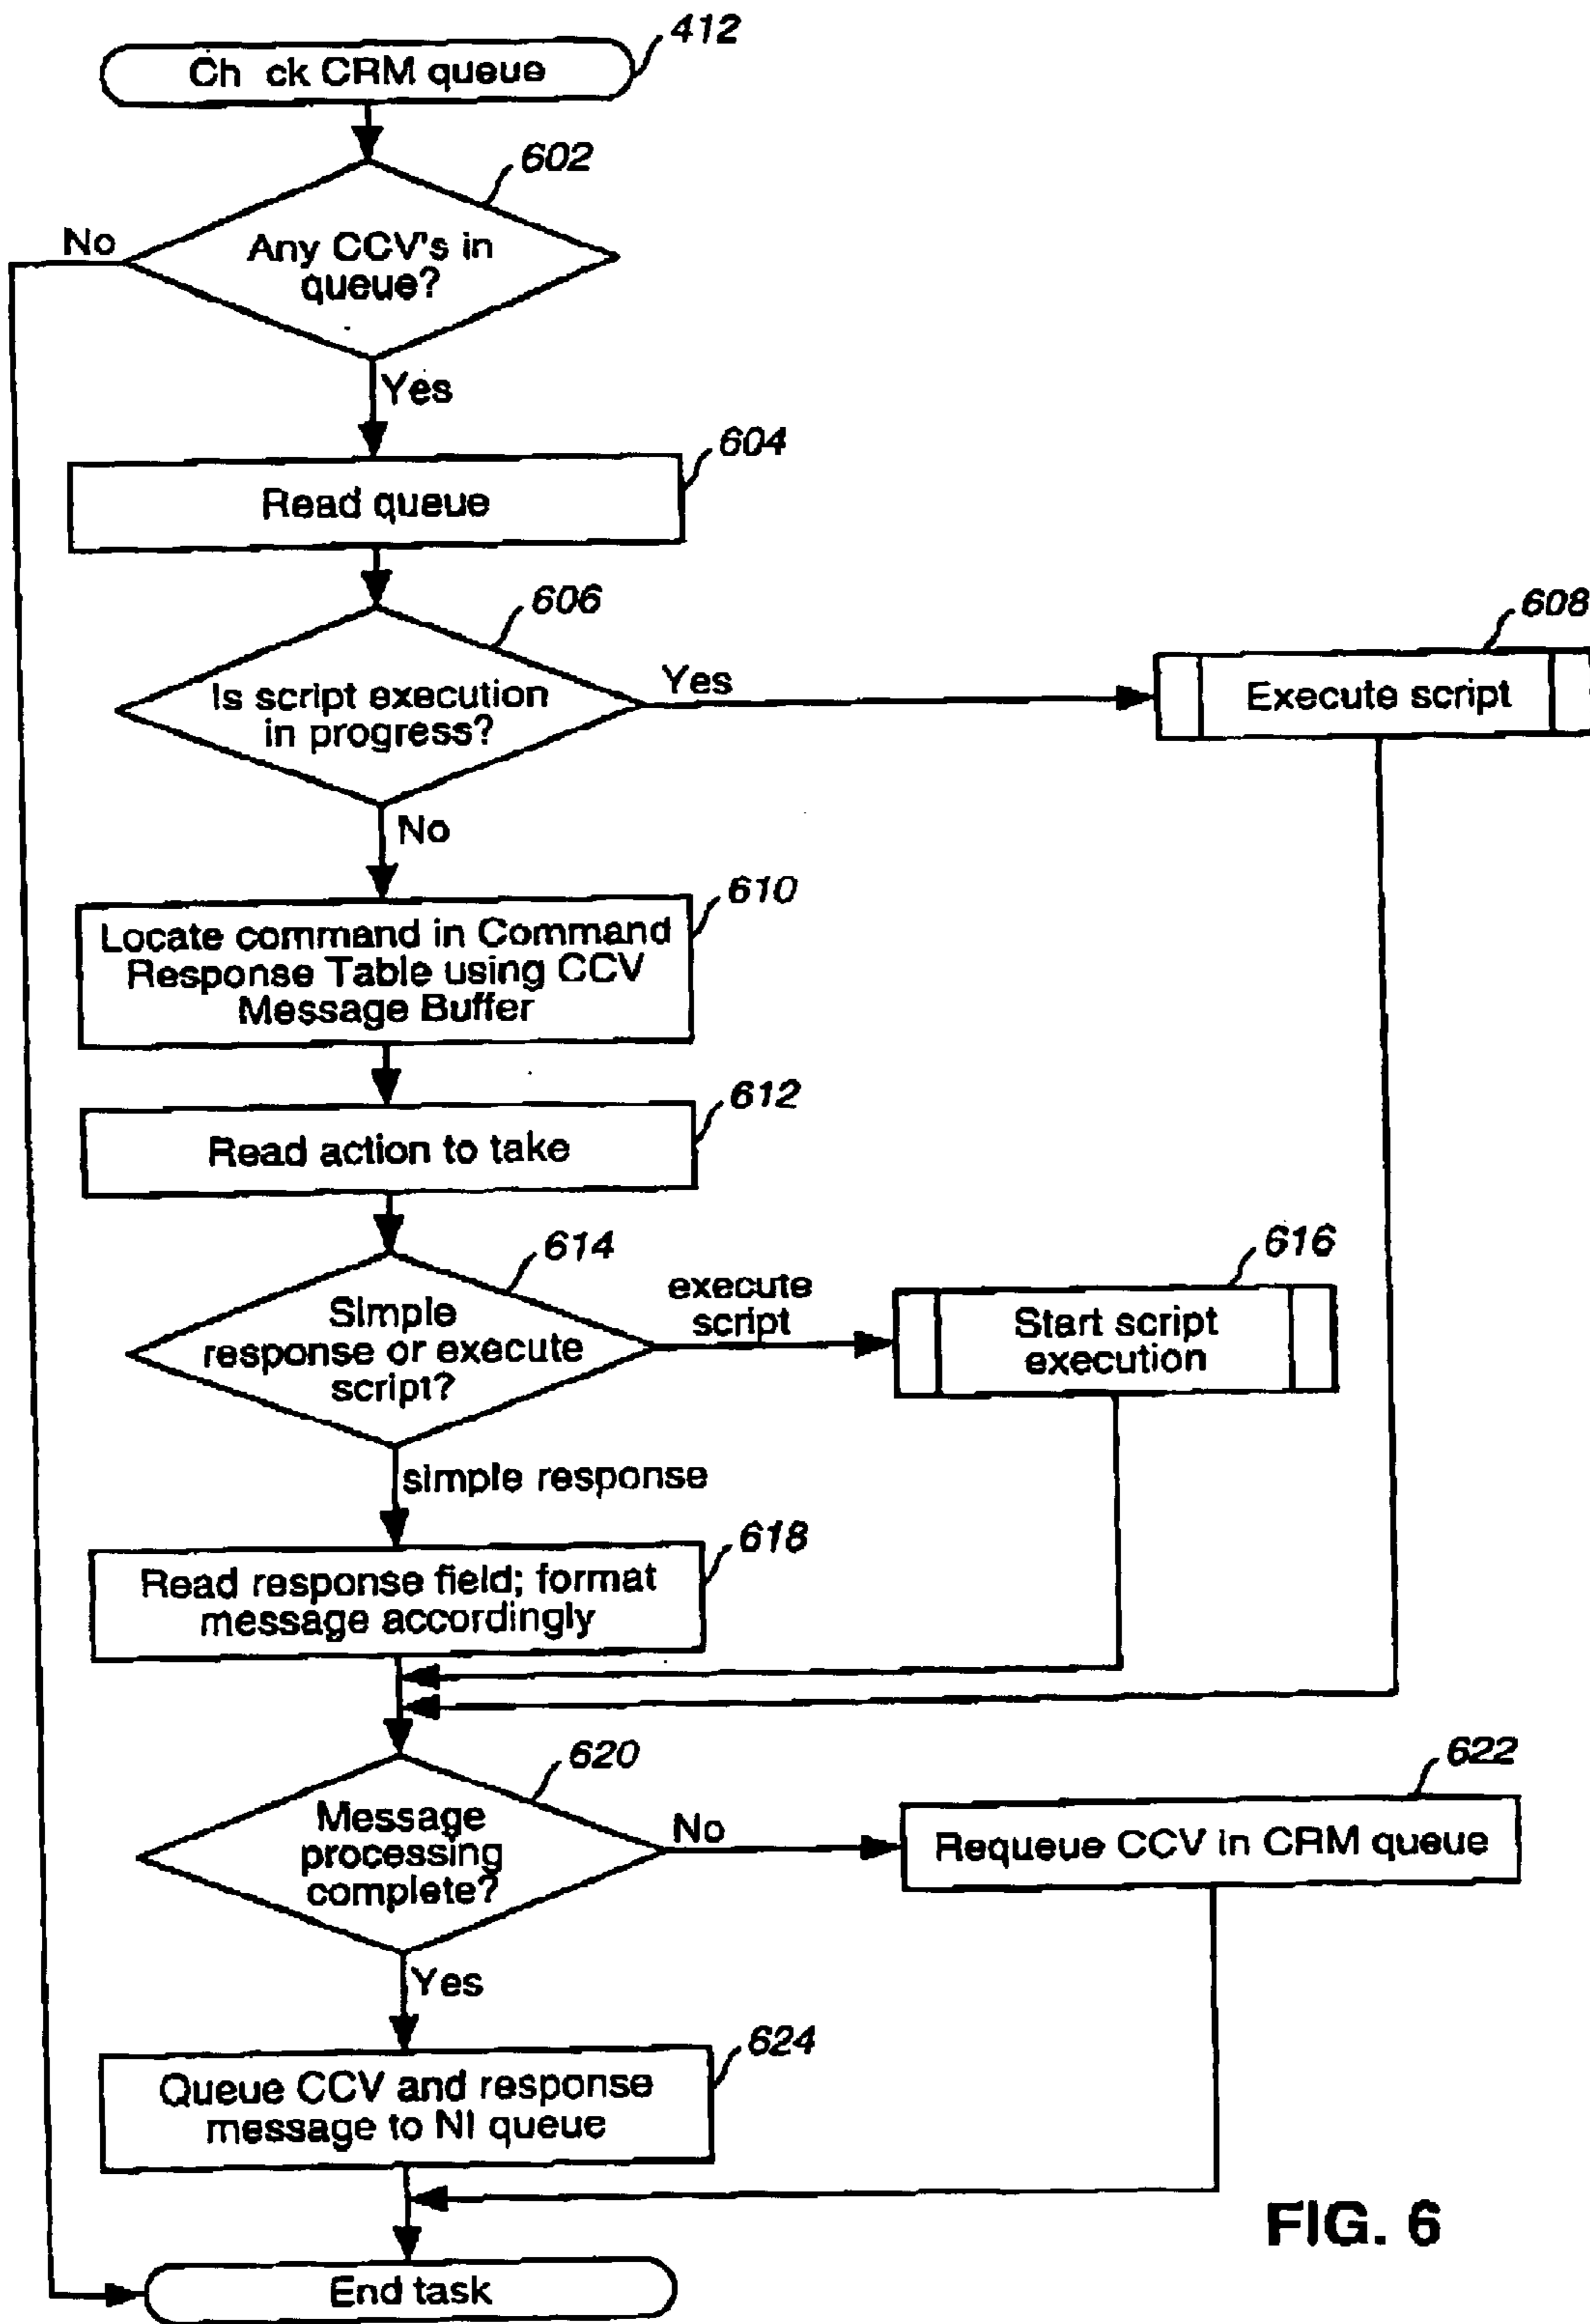 412
Ch ck CRM queue
602
No
Any CCV's in
queue?
Yes
604
Read queue
606
608
Is script execution
in progress?
Yes
Execute script
No
610
Locate command in Command
Response Table using CCV
Message Buffer
612
Read action to take
614
616
Simple
response or execute
script?
execute
script
Start script
execution
simple response
618
Read response field; format
message accordingly
620
622
Message
processing
complete?
No
Requeue CCV in CRM queue
Yes
624
Queue CCV and response
message to NI queue
FIG. 6
End task